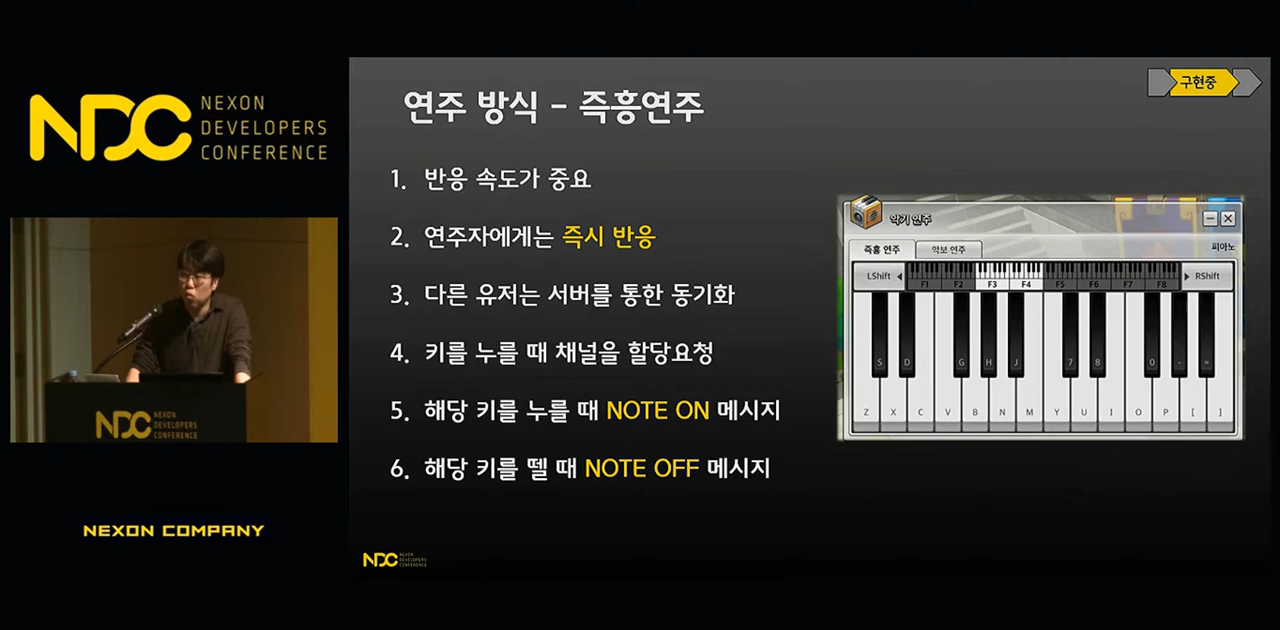 NDC
NEXON
DEVELOPERS
CONFERENCE
NDC
NEXON
DEVELOPERS
CONFERENCE
NEXON COMPANY
구현중
연주 방식 – 즉흥연주
1. 반응 속도가 중요
2. 연주자에게는 즉시 반응
3. 다른 유저는 서버를 통한 동기화
4. 키를 누를 때 채널을 할당요청
5. 해당 키를 누를 때 NOTE ON 메시지
6. 해당 키를 뗄 때 NOTE OFF 메시지
악기 연주
즉흥 연주 악보 연주 피아노
LShift F1 F2 F3 F4 F5 F6 F7 F8 RShift
S D G H J 7 8 0 - =
Z X C V B N M Y U I O P [ ]
NDC NEXON
DEVELOPERS
CONFERENCE